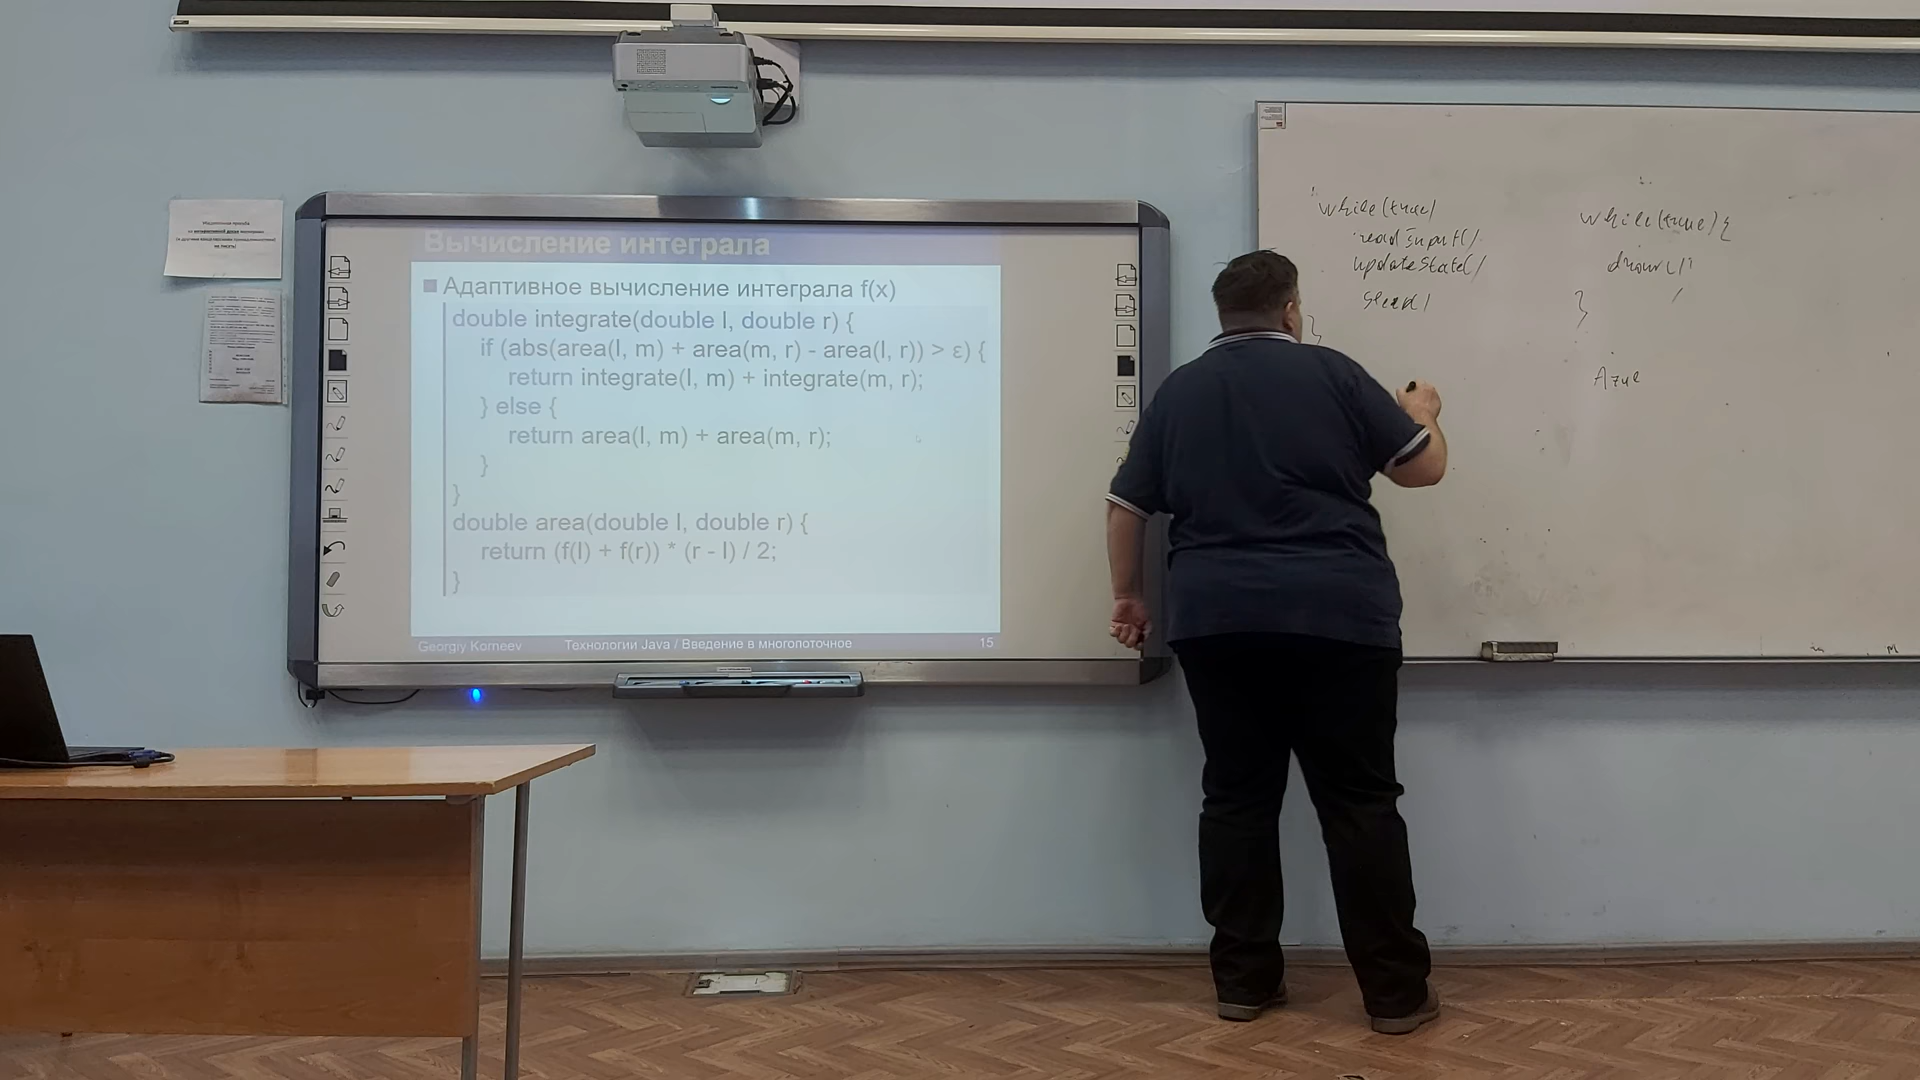 Вычисление интеграла
Адаптивное вычисление интеграла f(x)
double integrate(double l, double r) {
if (abs(area(l, m) + area(m, r) - area(l, r)) > ε) {
return integrate(l, m) + integrate(m, r);
} else {
return area(l, m) + area(m, r);
}
}
double area(double l, double r) {
return (f(l) + f(r)) * (r - l) / 2;
}
Georgiy Korneev Технологии Java / Введение в многопоточное 15
while(true)
readInput()
updateState()
}
while(true) {
}